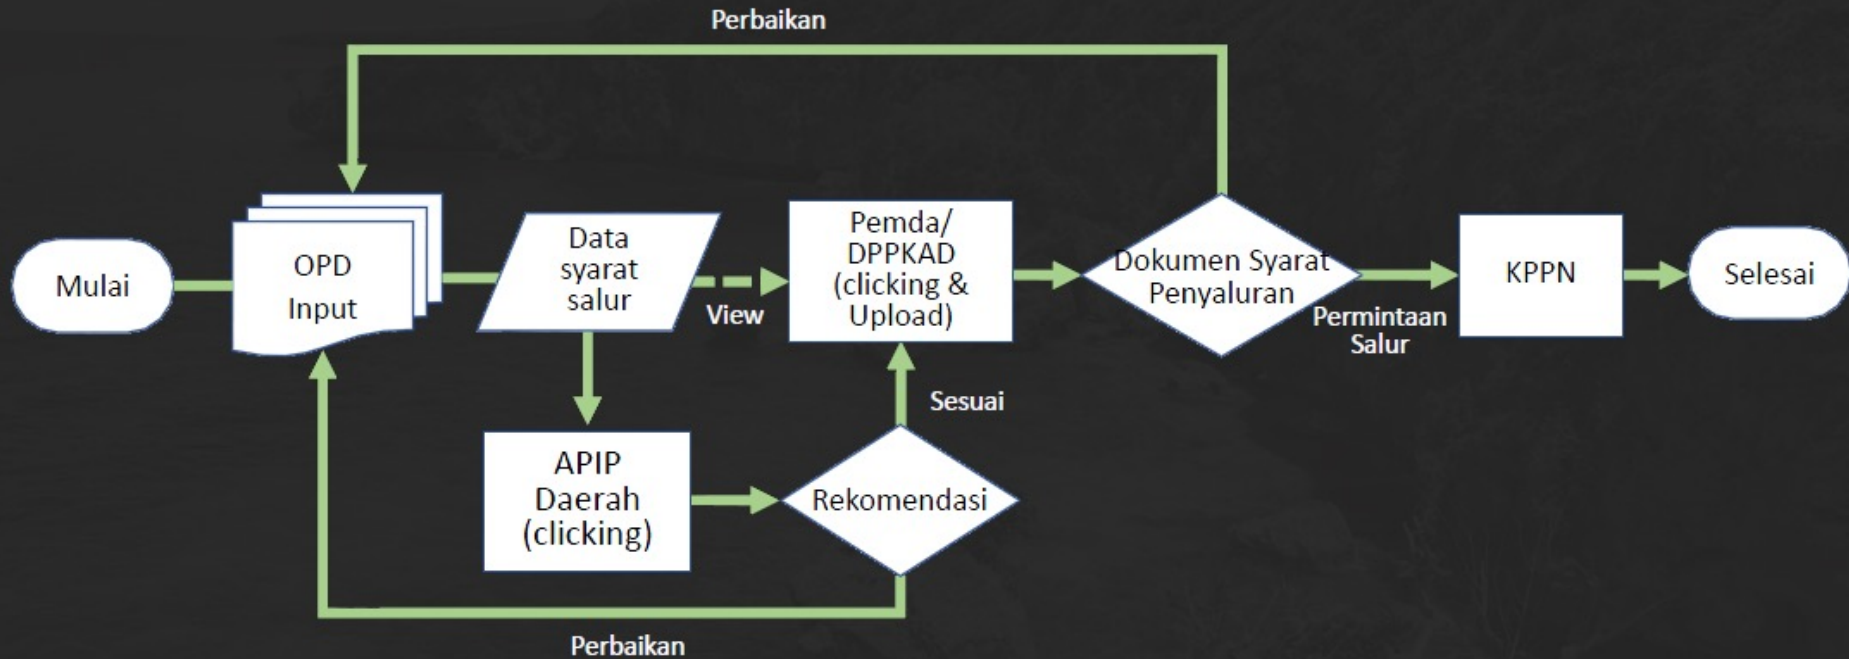 Perbaikan
Mulai
OPD
Input
Data
syarat
salur
View
Pemda/
DPPKAD
(clicking &
Upload)
Dokumen Syarat
Penyaluran
Permintaan
Salur
KPPN
Selesai
Sesuai
APIP
Daerah
(clicking)
Rekomendasi
Perbaikan